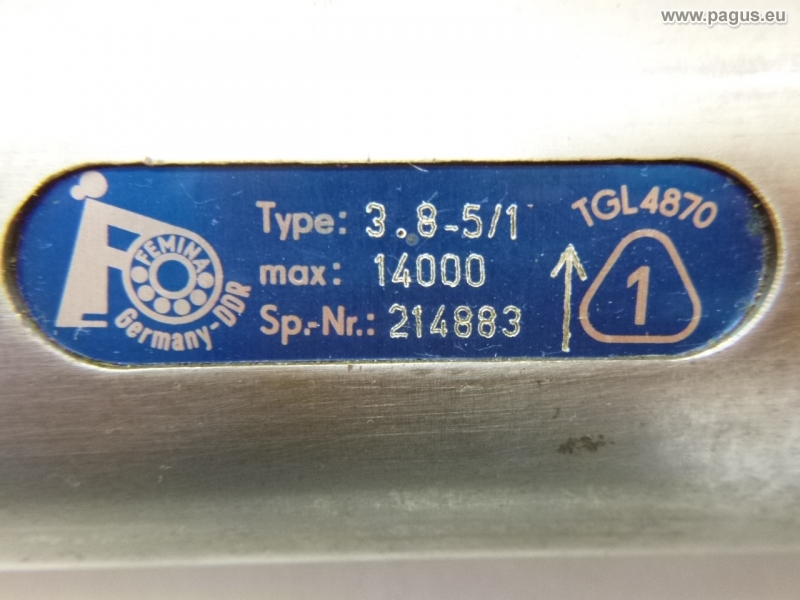 www.pagus.eu
FEMINA
Germany-DDR
Type: 3.8-5/1
max: 14000
Sp.-Nr.: 214883
TGL 4870
1